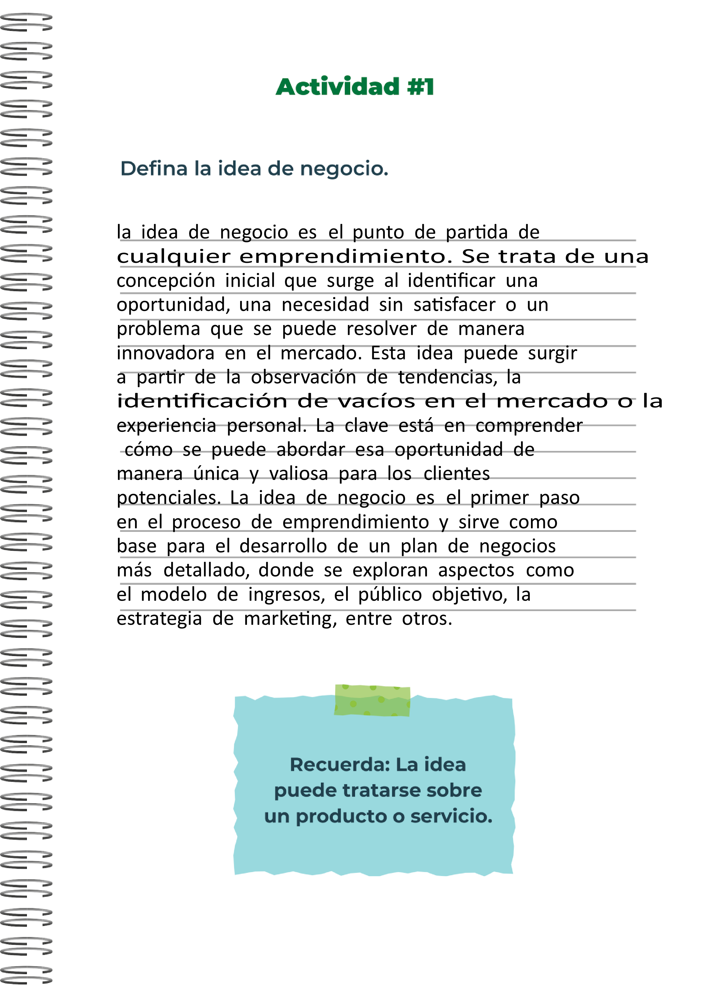 Actividad #1
Defina la idea de negocio.
la idea de negocio es el punto de partida de
cualquier emprendimiento. Se trata de una
concepción inicial que surge al identificar una
oportunidad, una necesidad sin satisfacer o un
problema que se puede resolver de manera
innovadora en el mercado. Esta idea puede surgir
a partir de la observación de tendencias, la
identificación de vacíos en el mercado o la
experiencia personal. La clave está en comprender
cómo se puede abordar esa oportunidad de
manera única y valiosa para los clientes
potenciales. La idea de negocio es el primer paso
en el proceso de emprendimiento y sirve como
base para el desarrollo de un plan de negocios
más detallado, donde se exploran aspectos como
el modelo de ingresos, el público objetivo, la
estrategia de marketing, entre otros.
Recuerda: La idea
puede tratarse sobre
un producto o servicio.